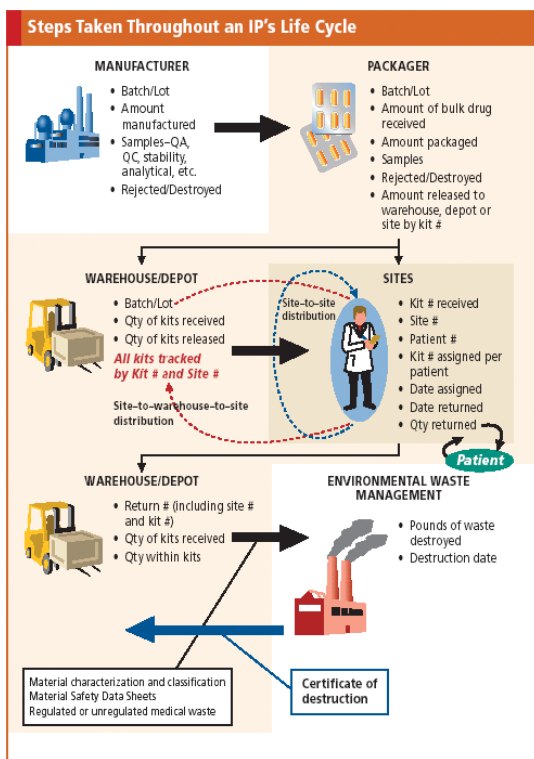 Steps Taken Throughout an IP's Life Cycle
MANUFACTURER
• Batch/Lot
• Amount
manufactured
• Samples–QA,
QC, stability,
analytical, etc.
• Rejected/Destroyed
PACKAGER
• Batch/Lot
• Amount of bulk drug
received
• Amount packaged
• Samples
• Rejected/Destroyed
• Amount released to
warehouse, depot or
site by kit #
WAREHOUSE/DEPOT
• Batch/Lot
• Qty of kits received
• Qty of kits released
All kits tracked
by Kit # and Site #
Site–to–site
distribution
Site–to–warehouse–to–site
distribution
SITES
• Kit # received
• Site #
• Patient #
• Kit # assigned per
patient
• Date assigned
• Date returned
• Qty returned
Patient
WAREHOUSE/DEPOT
• Return # (including site #
and kit #)
• Qty of kits received
• Qty within kits
ENVIRONMENTAL WASTE
MANAGEMENT
• Pounds of waste
destroyed
• Destruction date
Material characterization and classification
Material Safety Data Sheets
Regulated or unregulated medical waste
Certificate of
destruction